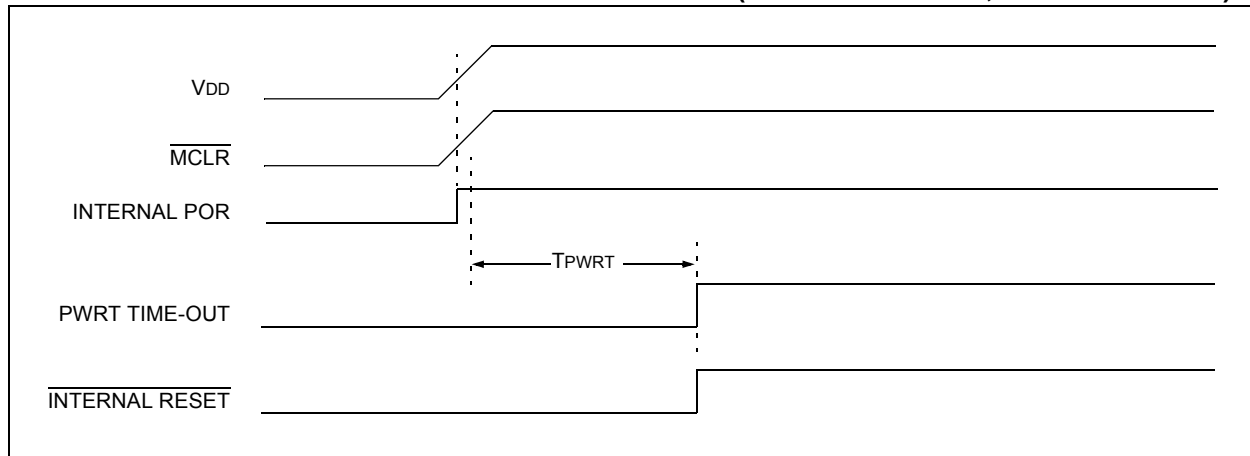 VDD
MCLR
INTERNAL POR
TPWRT
PWRT TIME-OUT
INTERNAL RESET